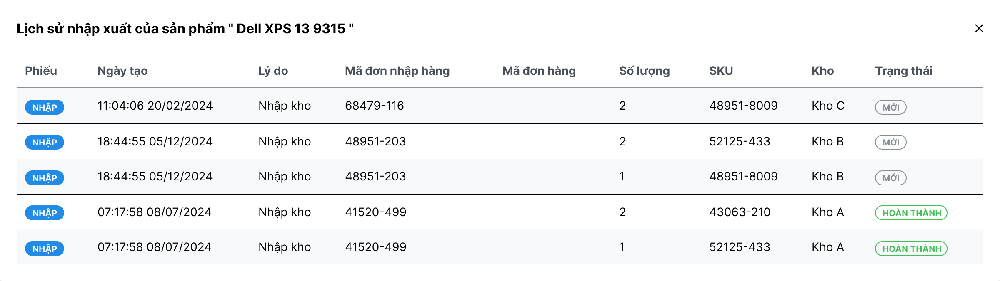 Lịch sử nhập xuất của sản phẩm " Dell XPS 13 9315 "
Phiếu Ngày tạo Lý do Mã đơn nhập hàng Mã đơn hàng Số lượng SKU Kho Trạng thái
NHẬP 11:04:06 20/02/2024 Nhập kho 68479-116 2 48951-8009 Kho C MỚI
NHẬP 18:44:55 05/12/2024 Nhập kho 48951-203 2 52125-433 Kho B MỚI
NHẬP 18:44:55 05/12/2024 Nhập kho 48951-203 1 48951-8009 Kho B MỚI
NHẬP 07:17:58 08/07/2024 Nhập kho 41520-499 2 43063-210 Kho A HOÀN THÀNH
NHẬP 07:17:58 08/07/2024 Nhập kho 41520-499 1 52125-433 Kho A HOÀN THÀNH